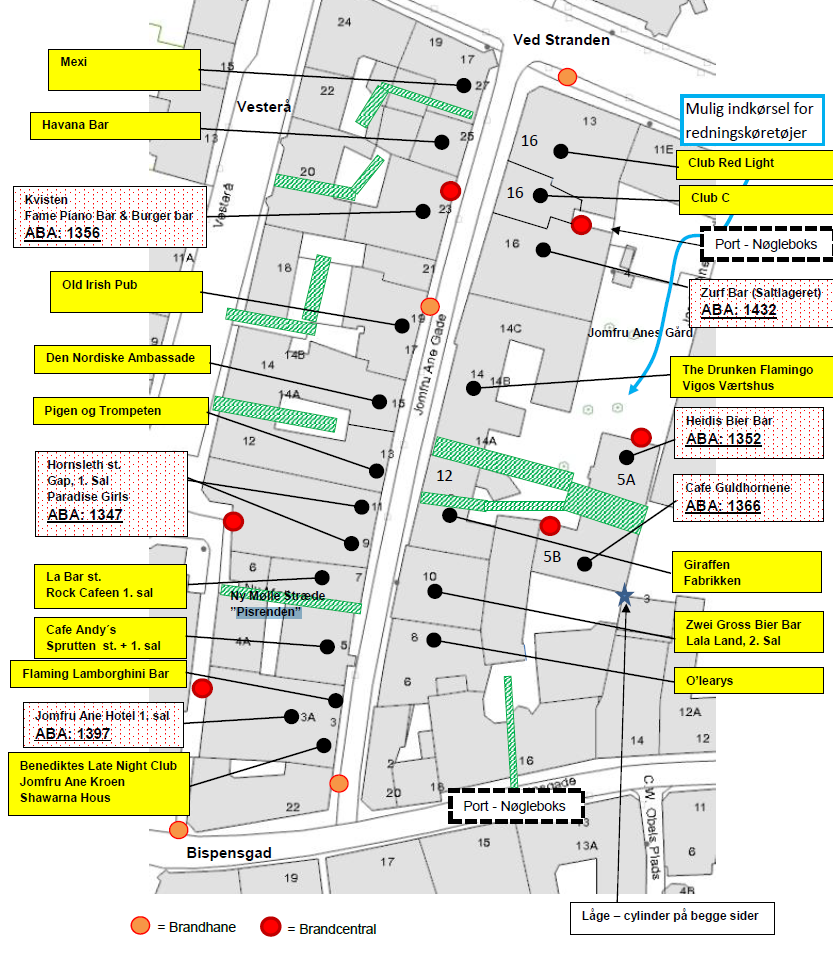 Ved Stranden
Vesterå
Vesterå
Jomfru Ane Gade
Mexi
Havana Bar
Kvisten
Fame Piano Bar & Burger bar
ABA: 1356
Old Irish Pub
Den Nordiske Ambassade
Pigen og Trompeten
Hornsleth st.
Gap, 1. Sal
Paradise Girls
ABA: 1347
La Bar st.
Rock Cafeen 1. sal
Cafe Andy´s
Sprutten st. + 1. sal
Flaming Lamborghini Bar
Jomfru Ane Hotel 1. sal
ABA: 1397
Benediktes Late Night Club
Jomfru Ane Kroen
Shawarna Hous
Ny Mølle Stræde
”Pisrenden”
Bispensgad
Mulig indkørsel for
redningskøretøjer
Club Red Light
Club C
Port - Nøgleboks
Zurf Bar (Saltlageret)
ABA: 1432
Jomfru Anes Gård
The Drunken Flamingo
Vigos Værtshus
Heidis Bier Bar
ABA: 1352
Cafe Guldhornene
ABA: 1366
Giraffen
Fabrikken
Zwei Gross Bier Bar
Lala Land, 2. Sal
O’learys
Port - Nøgleboks
C.W. Obels Plads
Låge – cylinder på begge sider
= Brandhane
= Brandcentral
24
19
17
27
15
22
25
13
20
23
11A
18
21
19
17
9
14B
14
14A
15
12
13
11
9
6
7
4A
5
3A
3
22
13
11E
16
16
16
4
14C
14
14B
14A
12
5A
5B
10
8
6
3
2
20
18
16
14
12A
12
19
17
15
13
13A
11
6
4B